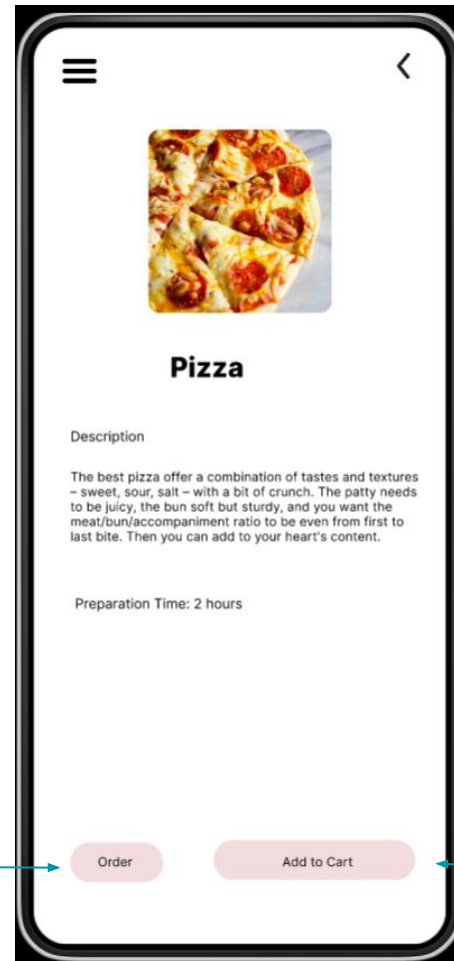 Pizza
Description
The best pizza offer a combination of tastes and textures
– sweet, sour, salt – with a bit of crunch. The patty needs
to be juicy, the bun soft but sturdy, and you want the
meat/bun/accompaniment ratio to be even from first to
last bite. Then you can add to your heart's content.
Preparation Time: 2 hours
Order
Add to Cart